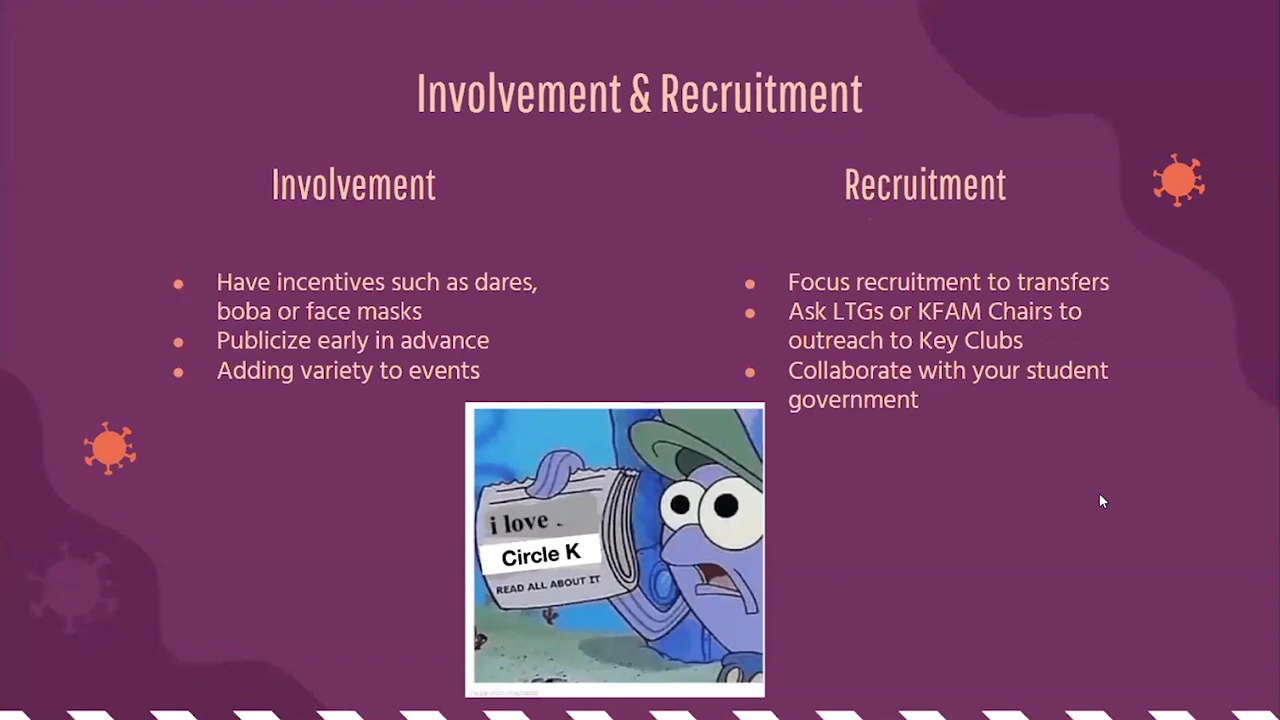 Involvement & Recruitment
Involvement
Have incentives such as dares,
boba or face masks
Publicize early in advance
Adding variety to events
Recruitment
Focus recruitment to transfers
Ask LTGs or KFAM Chairs to
outreach to Key Clubs
Collaborate with your student
government
i love
Circle K
READ ALL ABOUT IT